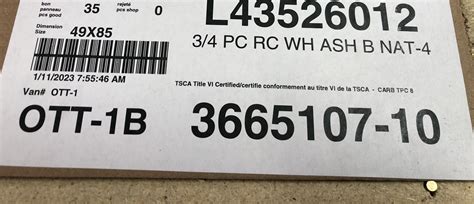 bon
panneau
pcs good
35
rejeté
pcs good
0
L43526012
Dimension
Size
49X85
3/4 PC RC WH ASH B NAT-4
1/11/2023 7:55:46 AM
TSCA Title VI Certified/certifie conformement au titre VI de la TSCA - CARB TPC 8
Van# OTT-1
OTT-1B
3665107-10